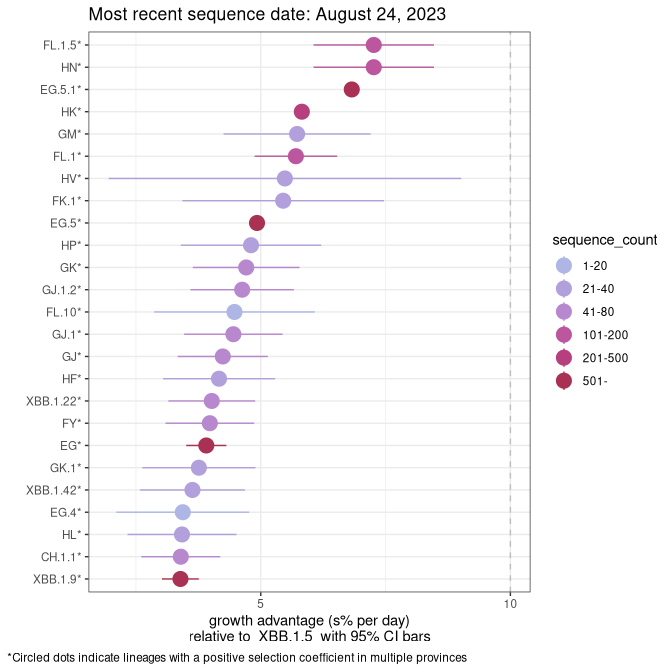 Most recent sequence date: August 24, 2023
FL.1.5*
HN*
EG.5.1*
HK*
GM*
FL.1*
HV*
FK.1*
EG.5*
HP*
GK*
GJ.1.2*
FL.10*
GJ.1*
GJ*
HF*
XBB.1.22*
FY*
EG*
GK.1*
XBB.1.42*
EG.4*
HL*
CH.1.1*
XBB.1.9*
5
10
growth advantage (s% per day)
relative to XBB.1.5 with 95% CI bars
sequence_count
1-20
21-40
41-80
101-200
201-500
501-
*Circled dots indicate lineages with a positive selection coefficient in multiple provinces